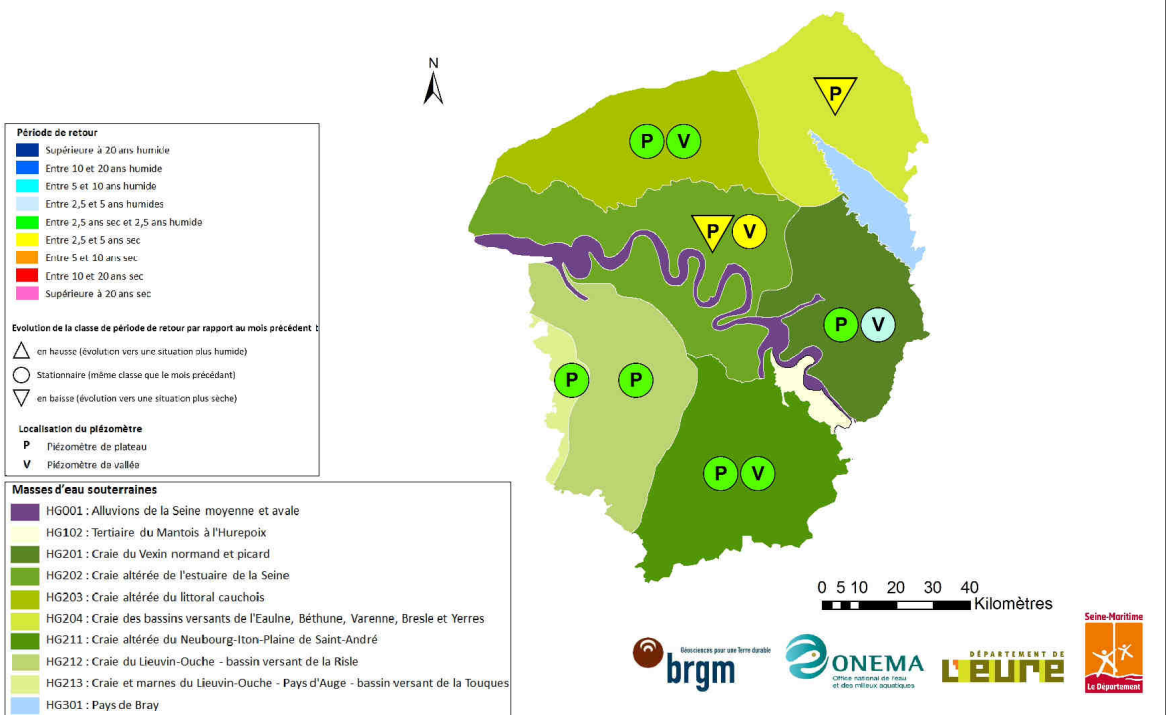 N
Période de retour
Supérieure à 20 ans humide
Entre 10 et 20 ans humide
Entre 5 et 10 ans humide
Entre 2,5 et 5 ans humides
Entre 2,5 ans sec et 2,5 ans humide
Entre 2,5 et 5 ans sec
Entre 5 et 10 ans sec
Entre 10 et 20 ans sec
Supérieure à 20 ans sec
Evolution de la classe de période de retour par rapport au mois précédent :
en hausse (évolution vers une situation plus humide)
Stationnaire (même classe que le mois précédant)
en baisse (évolution vers une situation plus sèche)
Localisation du piézomètre
P Piézomètre de plateau
V Piézomètre de vallée
Masses d'eau souterraines
HG001 : Alluvions de la Seine moyenne et avale
HG102 : Tertiaire du Mantois à l'Hurepoix
HG201 : Craie du Vexin normand et picard
HG202 : Craie altérée de l'estuaire de la Seine
HG203 : Craie altérée du littoral cauchois
HG204 : Craie des bassins versants de l'Eaulne, Béthune, Varenne, Bresle et Yerres
HG211 : Craie altérée du Neubourg-Iton-Plaine de Saint-André
HG212 : Craie du Lieuvin-Ouche - bassin versant de la Risle
HG213 : Craie et marnes du Lieuvin-Ouche - Pays d'Auge - bassin versant de la Touques
HG301 : Pays de Bray
P
P V
P V
P V
P P
P V
0 5 10 20 30 40
Kilomètres
Géosciences pour une Terre durable
brgm
ONEMA
Office national de l'eau
et des milieux aquatiques
DÉPARTEMENT DE
L'EURE
Seine-Maritime
Le Département